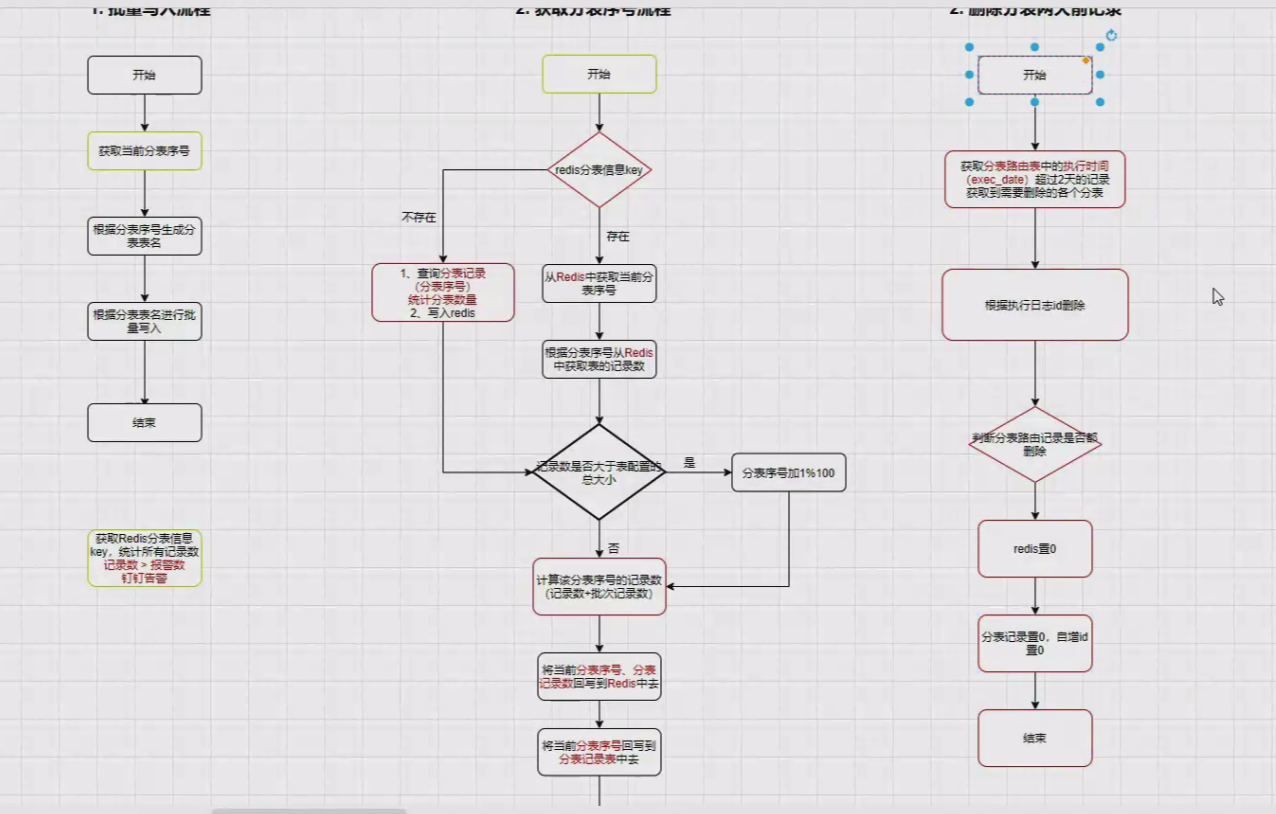 1. 批量写入流程
开始
获取当前分表序号
根据分表序号生成分
表表名
根据分表表名进行批
量写入
结束
获取Redis分表信息
key，统计所有记录数
记录数 > 报警数
钉钉告警
2. 获取分表序号流程
开始
redis分表信息key
不存在
存在
1、查询分表记录
（分表序号）
统计分表数量
2、写入redis
从Redis中获取当前分
表序号
根据分表序号从Redis
中获取表的记录数
记录数是否大于表配置的
总大小
是
分表序号加1%100
否
计算该分表序号的记录数
（记录数+批次记录数）
将当前分表序号、分表
记录数回写到Redis中去
将当前分表序号回写到
分表记录表中去
2. 删除分表两天前记录
开始
获取分表路由表中的执行时间
（exec_date）超过2天的记录
获取到需要删除的各个分表
根据执行日志id删除
判断分表路由记录是否都
删除
redis置0
分表记录置0，自增id
置0
结束